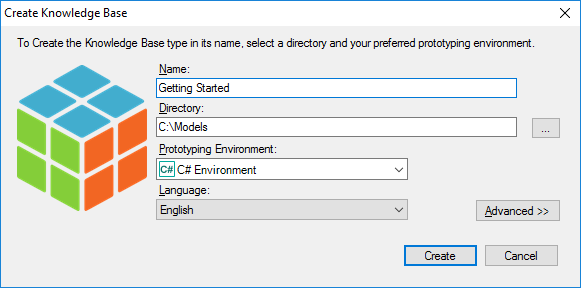 Create Knowledge Base
To Create the Knowledge Base type in its name, select a directory and your preferred prototyping environment.
Name:
Getting Started
Directory:
C:\Models
...
Prototyping Environment:
C# C# Environment
Language:
English
Advanced >>
Create
Cancel